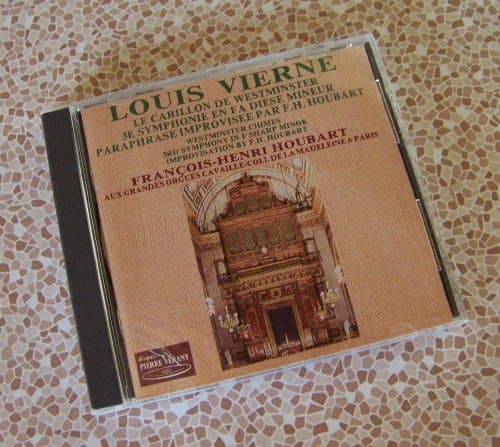 LOUIS VIERNE
LE CARILLON DE WESTMINSTER
3E SYMPHONIE EN FA DIESE MINEUR
PARAPHRASE IMPROVISEE PAR F.H. HOUBART
WESTMINSTER CHIMES
3RD SYMPHONY IN F SHARP MINOR
IMPROVISATION BY F.H. HOUBART
FRANÇOIS-HENRI HOUBART
AUX GRANDES ORGUES CAVAILLE-COLL DE LA MADELEINE A PARIS
disques
PIERRE VERANY